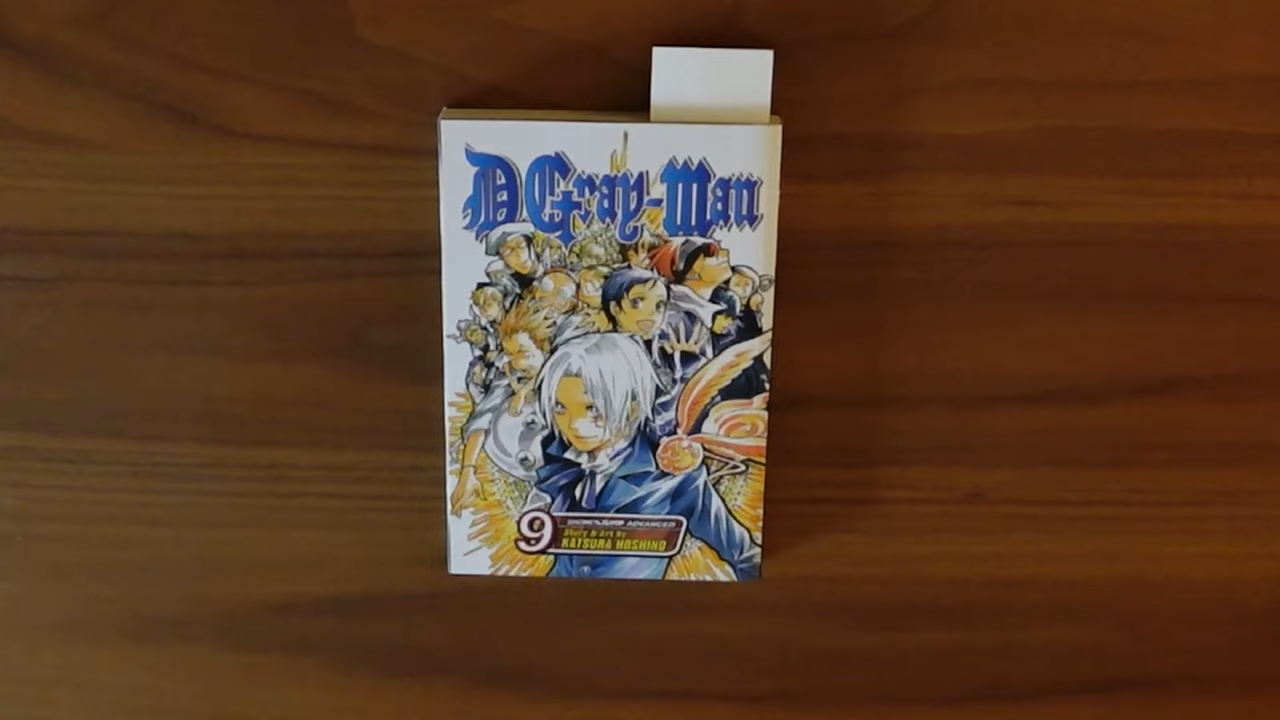 D Gray-Man
9
SHONEN JUMP ADVANCED
Story & Art by
KATSURA HOSHINO